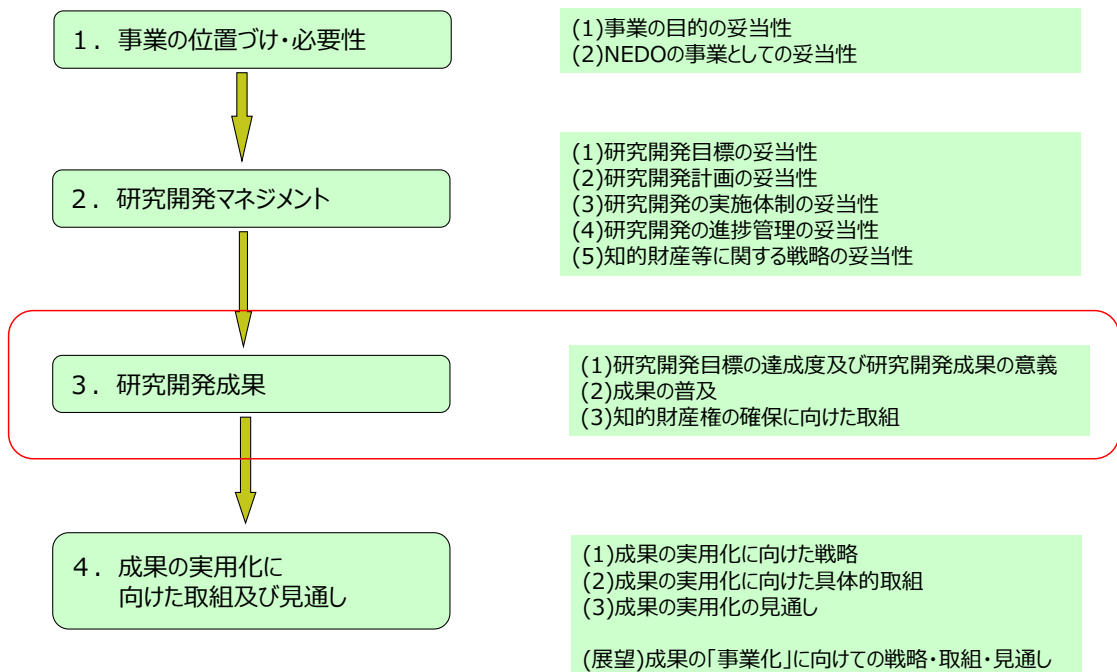 １．事業の位置づけ・必要性
(1)事業の目的の妥当性
(2)NEDOの事業としての妥当性
２．研究開発マネジメント
(1)研究開発目標の妥当性
(2)研究開発計画の妥当性
(3)研究開発の実施体制の妥当性
(4)研究開発の進捗管理の妥当性
(5)知的財産等に関する戦略の妥当性
３．研究開発成果
(1)研究開発目標の達成度及び研究開発成果の意義
(2)成果の普及
(3)知的財産権の確保に向けた取組
４．成果の実用化に
向けた取組及び見通し
(1)成果の実用化に向けた戦略
(2)成果の実用化に向けた具体的取組
(3)成果の実用化の見通し
(展望)成果の「事業化」に向けての戦略・取組・見通し